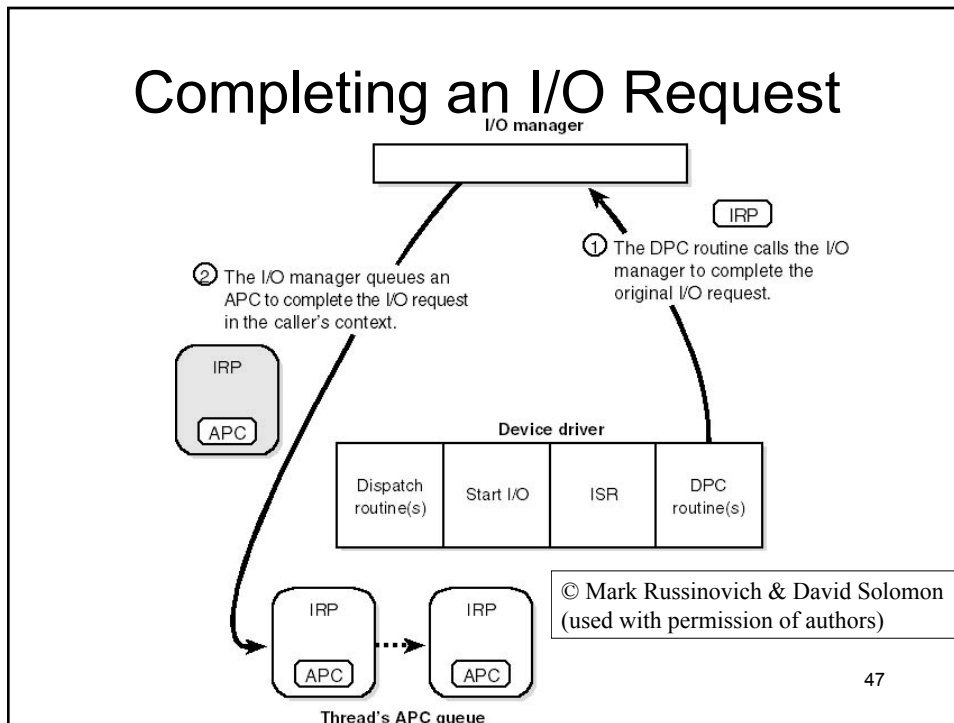 Completing an I/O Request
I/O manager
IRP
① The DPC routine calls the I/O
manager to complete the
original I/O request.
② The I/O manager queues an
APC to complete the I/O request
in the caller's context.
IRP
APC
Device driver
Dispatch
routine(s)
Start I/O
ISR
DPC
routine(s)
© Mark Russinovich & David Solomon
(used with permission of authors)
IRP
APC
IRP
APC
Thread's APC queue
47